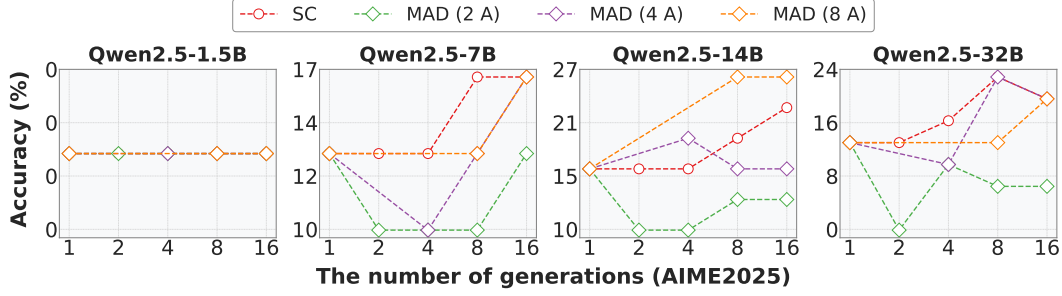 SC MAD (2 A) MAD (4 A) MAD (8 A)
Qwen2.5-1.5B Qwen2.5-7B Qwen2.5-14B Qwen2.5-32B
Accuracy (%)
0 0 0 0
1 2 4 8 16
17 14 12 10
1 2 4 8 16
27 21 15 10
1 2 4 8 16
24 16 8 0
1 2 4 8 16
The number of generations (AIME2025)